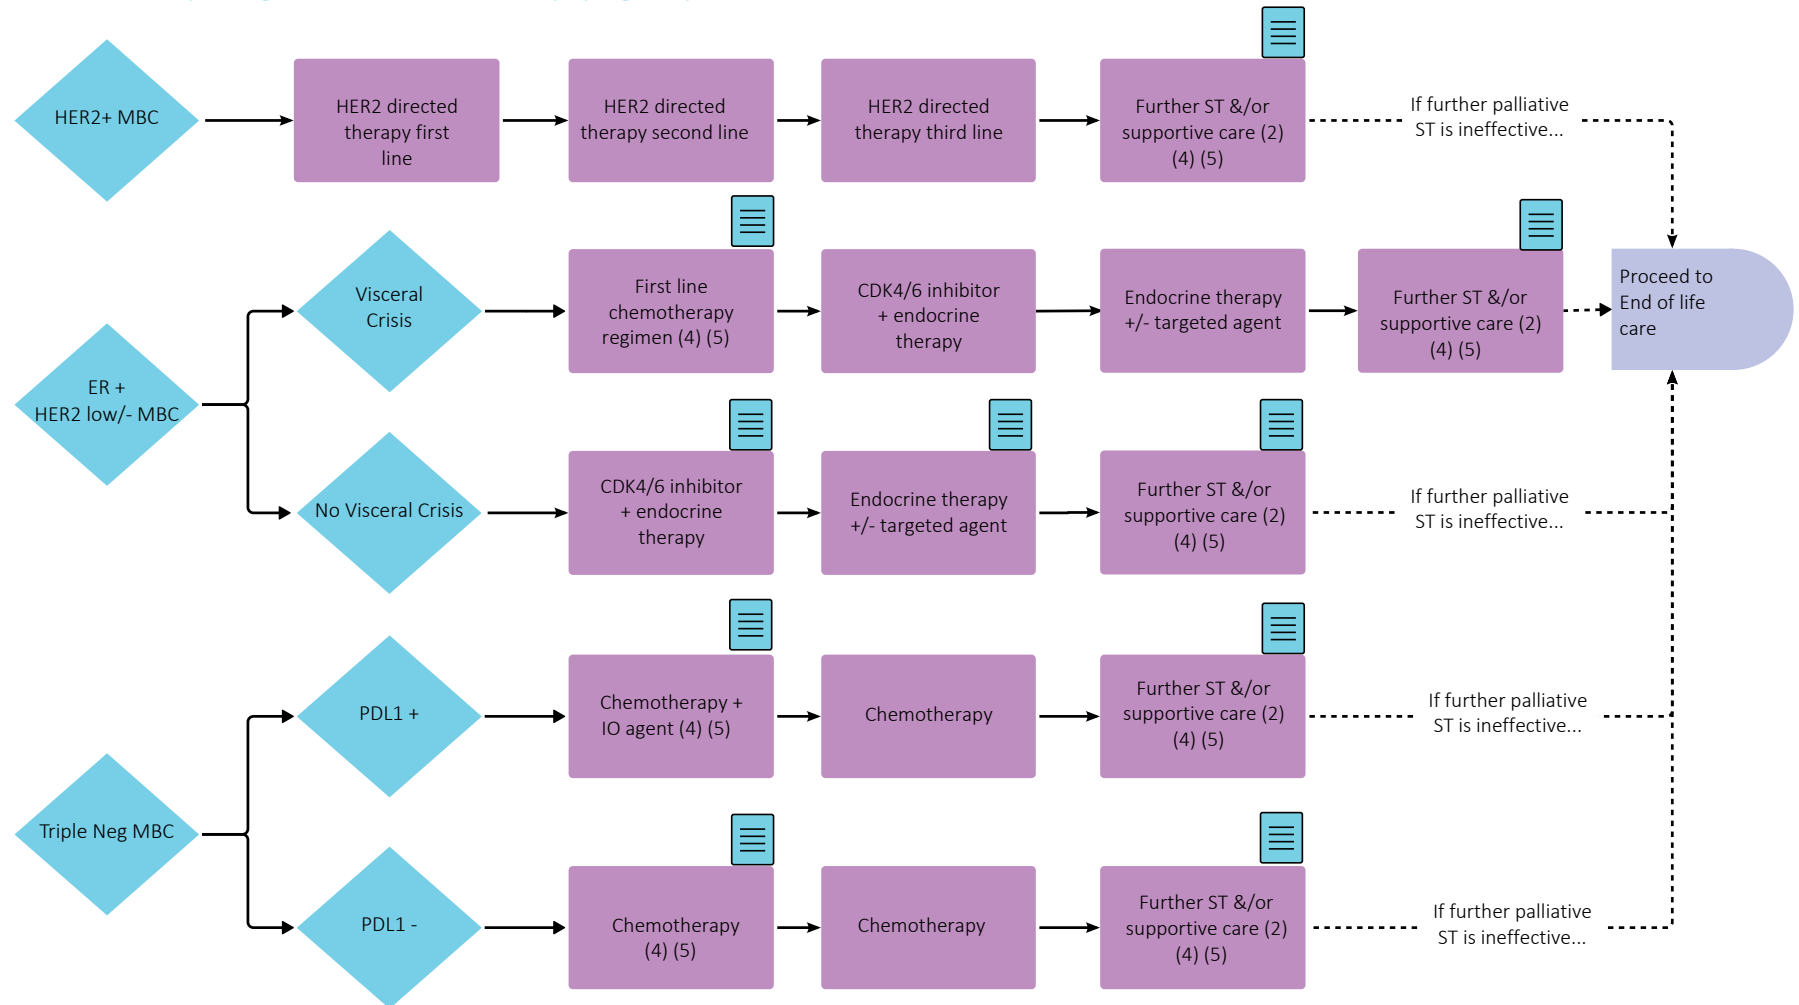 HER2+ MBC
HER2 directed
therapy first
line
HER2 directed
therapy second line
HER2 directed
therapy third line
Further ST &/or
supportive care (2)
(4) (5)
If further palliative
ST is ineffective...
ER +
HER2 low/- MBC
Visceral
Crisis
First line
chemotherapy
regimen (4) (5)
CDK4/6 inhibitor
+ endocrine
therapy
Endocrine therapy
+/- targeted agent
Further ST &/or
supportive care (2)
(4) (5)
Proceed to
End of life
care
No Visceral Crisis
CDK4/6 inhibitor
+ endocrine
therapy
Endocrine therapy
+/- targeted agent
Further ST &/or
supportive care (2)
(4) (5)
If further palliative
ST is ineffective...
Triple Neg MBC
PDL1 +
Chemotherapy +
IO agent (4) (5)
Chemotherapy
Further ST &/or
supportive care (2)
(4) (5)
If further palliative
ST is ineffective...
PDL1 -
Chemotherapy
(4) (5)
Chemotherapy
Further ST &/or
supportive care (2)
(4) (5)
If further palliative
ST is ineffective...